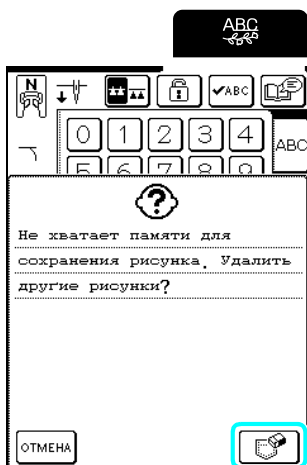 ABC
N ✓ABC
0 1 2 3 4 ABC
5 6 7 8 9
Не хватает памяти для
сохранения рисунка. Удалить
другие рисунки?
ОТМЕНА